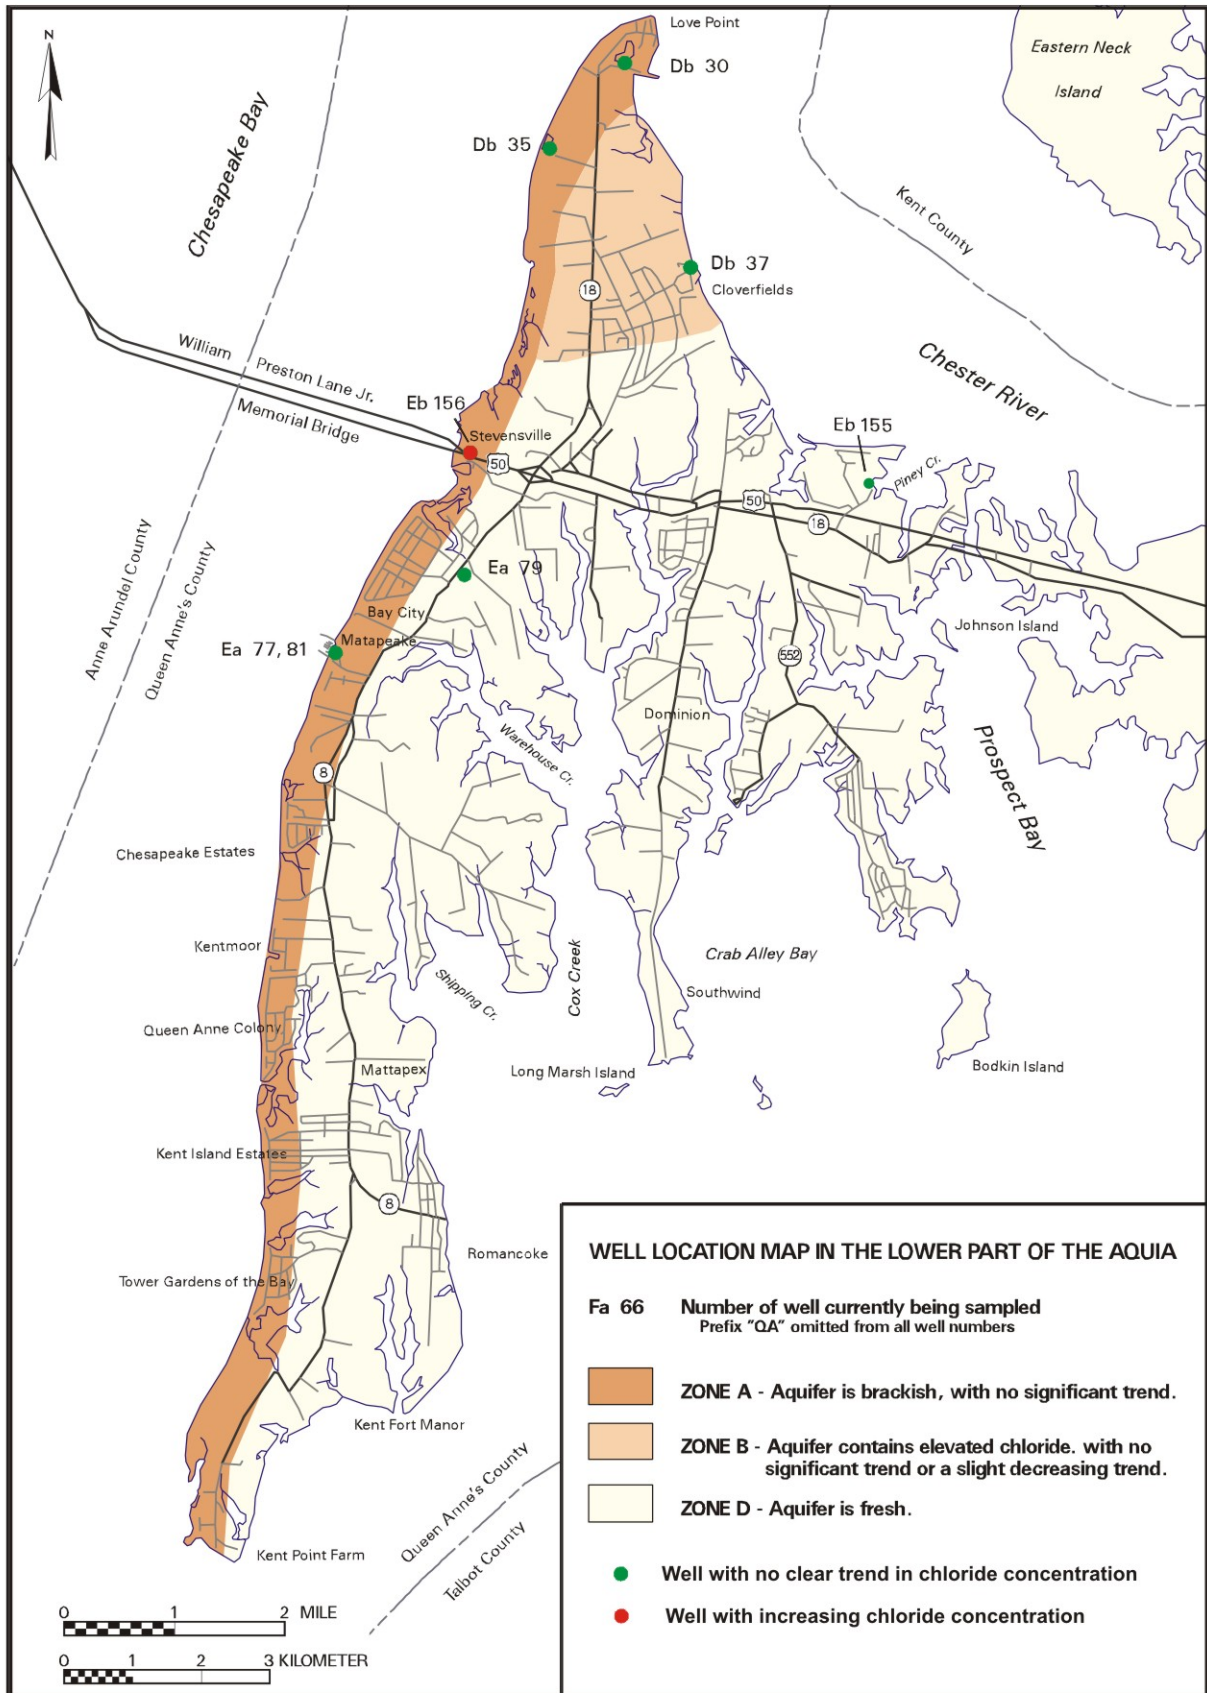 Love Point
Eastern Neck
Island
N
Db 30
Chesapeake Bay
Db 35
Kent County
Db 37
Cloverfields
18
William Preston Lane Jr.
Memorial Bridge
Chester River
Eb 156
Stevensville
50
Eb 155
Piney Cr.
50
18
Anne Arundel County
Queen Anne's County
Ea 79
Bay City
Matapeake
Ea 77, 81
Johnson Island
552
Dominion
Warehouse Cr.
Prospect Bay
8
Chesapeake Estates
Kentmoor
Cox Creek
Crab Alley Bay
Shipping Cr.
Southwind
Queen Anne Colony
Mattapex
Long Marsh Island
Bodkin Island
Kent Island Estates
8
Romancoke
Tower Gardens of the Bay
Kent Fort Manor
Queen Anne's County
Talbot County
Kent Point Farm
WELL LOCATION MAP IN THE LOWER PART OF THE AQUIA
Fa 66 Number of well currently being sampled
Prefix "QA" omitted from all well numbers
ZONE A - Aquifer is brackish, with no significant trend.
ZONE B - Aquifer contains elevated chloride. with no
significant trend or a slight decreasing trend.
ZONE D - Aquifer is fresh.
Well with no clear trend in chloride concentration
Well with increasing chloride concentration
0 1 2 MILE
0 1 2 3 KILOMETER